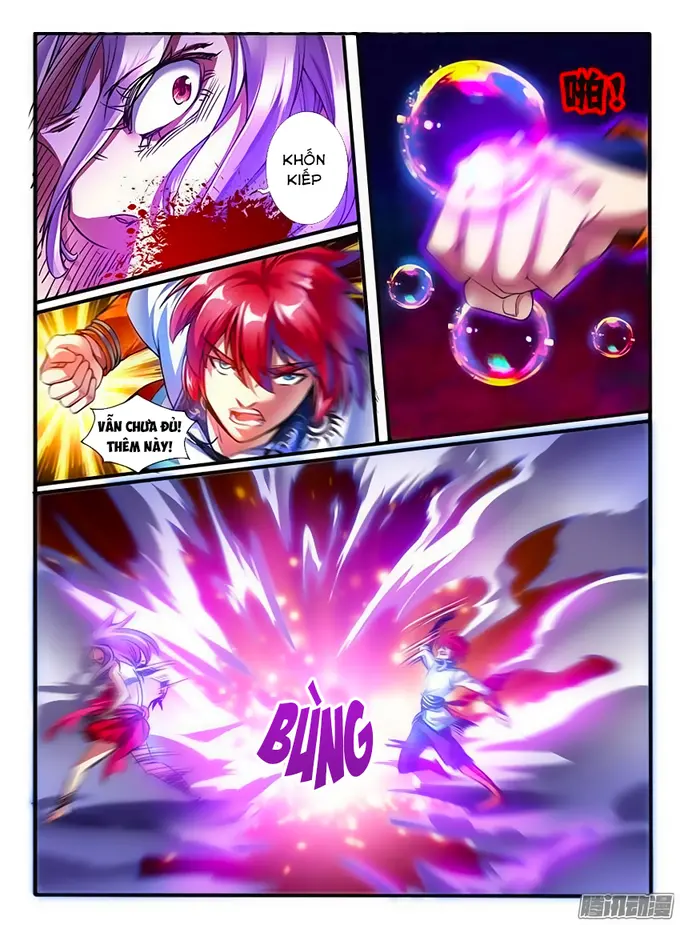 KHỐN
KIẾP
啪!
VẪN CHƯA ĐỦ!
THÊM NÀY!
BÙNG
腾讯动漫